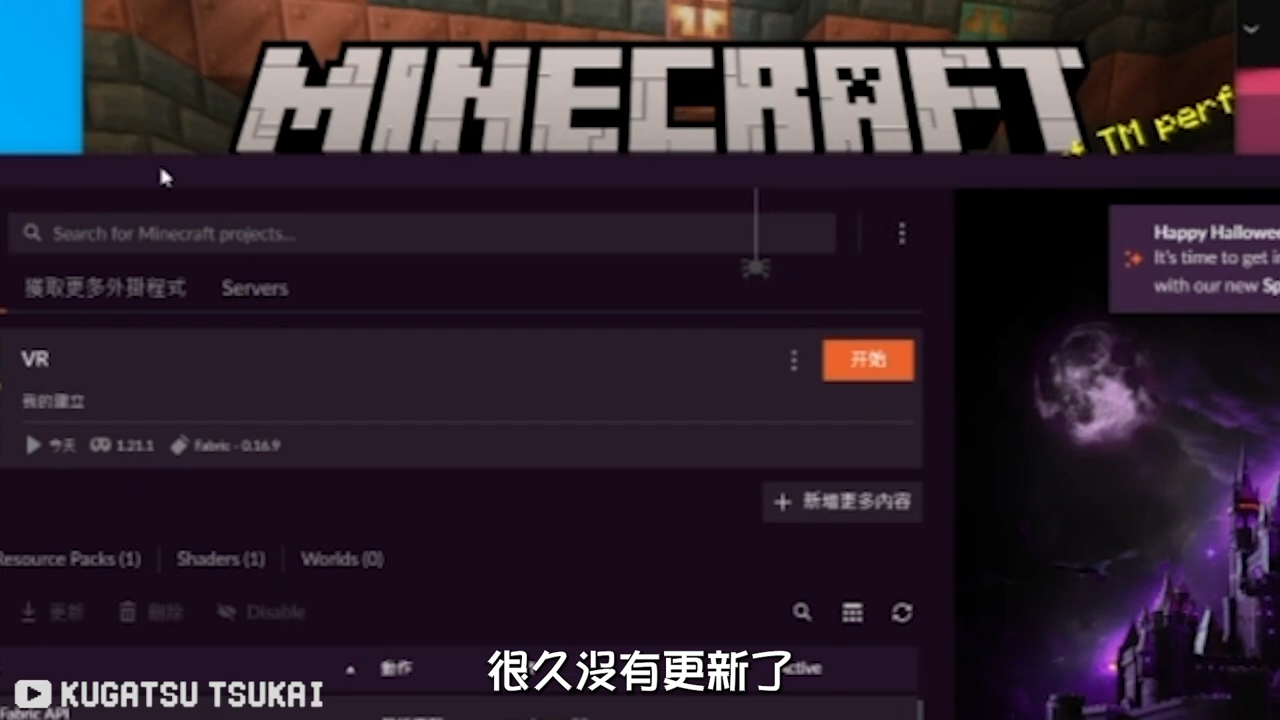 MINECRAFT
TM perf
Search for Minecraft projects...
獲取更多外掛程式 Servers
Happy Hallowee
It's time to get i
with our new Sp
VR
开始
我的建立
今天 1.21.1 Fabric - 0.16.9
+ 新增更多內容
Resource Packs (1) Shaders (1) Worlds (0)
更新 刪除 Disable
動作
很久沒有更新了
KUGATSU TSUKAI
Fabric API